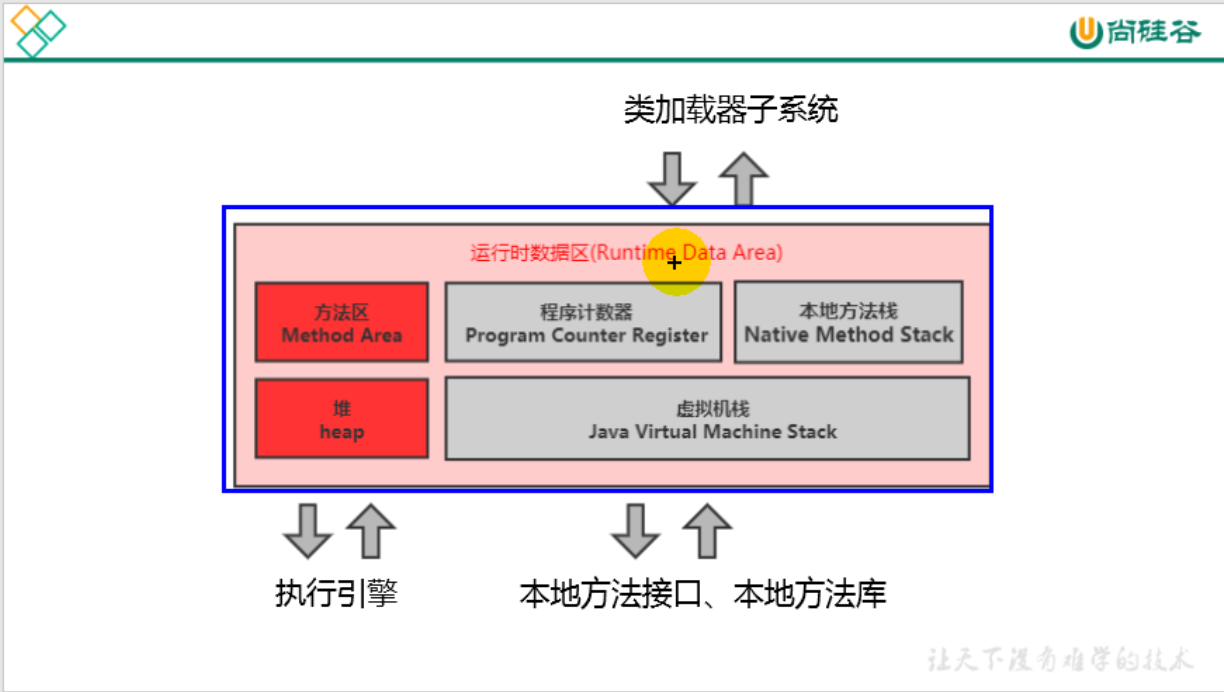 尚硅谷
类加载器子系统
运行时数据区(Runtime Data Area)
方法区
Method Area
程序计数器
Program Counter Register
本地方法栈
Native Method Stack
堆
heap
虚拟机栈
Java Virtual Machine Stack
执行引擎
本地方法接口、本地方法库
让天下没有难学的技术